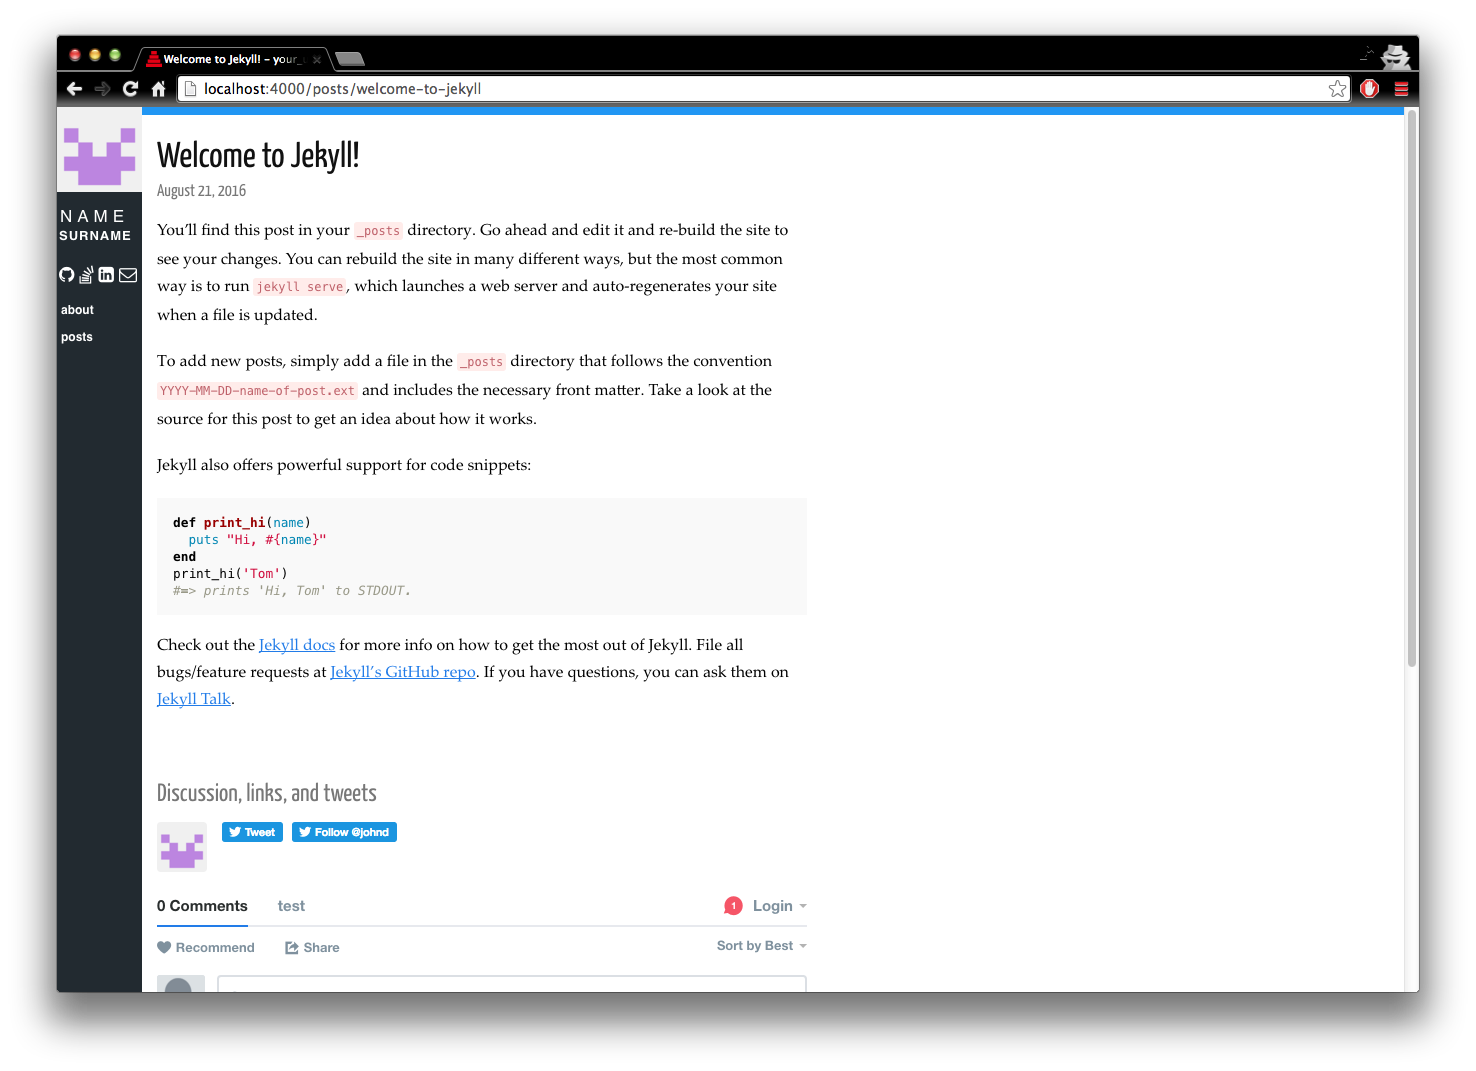 Welcome to Jekyll! – your_
localhost:4000/posts/welcome-to-jekyll
NAME
SURNAME
about
posts
Welcome to Jekyll!
August 21, 2016
You’ll find this post in your _posts directory. Go ahead and edit it and re-build the site to
see your changes. You can rebuild the site in many different ways, but the most common
way is to run jekyll serve, which launches a web server and auto-regenerates your site
when a file is updated.
To add new posts, simply add a file in the _posts directory that follows the convention
YYYY-MM-DD-name-of-post.ext and includes the necessary front matter. Take a look at the
source for this post to get an idea about how it works.
Jekyll also offers powerful support for code snippets:
def print_hi(name)
  puts "Hi, #{name}"
end
print_hi('Tom')
#=> prints 'Hi, Tom' to STDOUT.
Check out the Jekyll docs for more info on how to get the most out of Jekyll. File all
bugs/feature requests at Jekyll’s GitHub repo. If you have questions, you can ask them on
Jekyll Talk.
Discussion, links, and tweets
Tweet Follow @johnd
0 Comments test 1 Login
Recommend Share Sort by Best